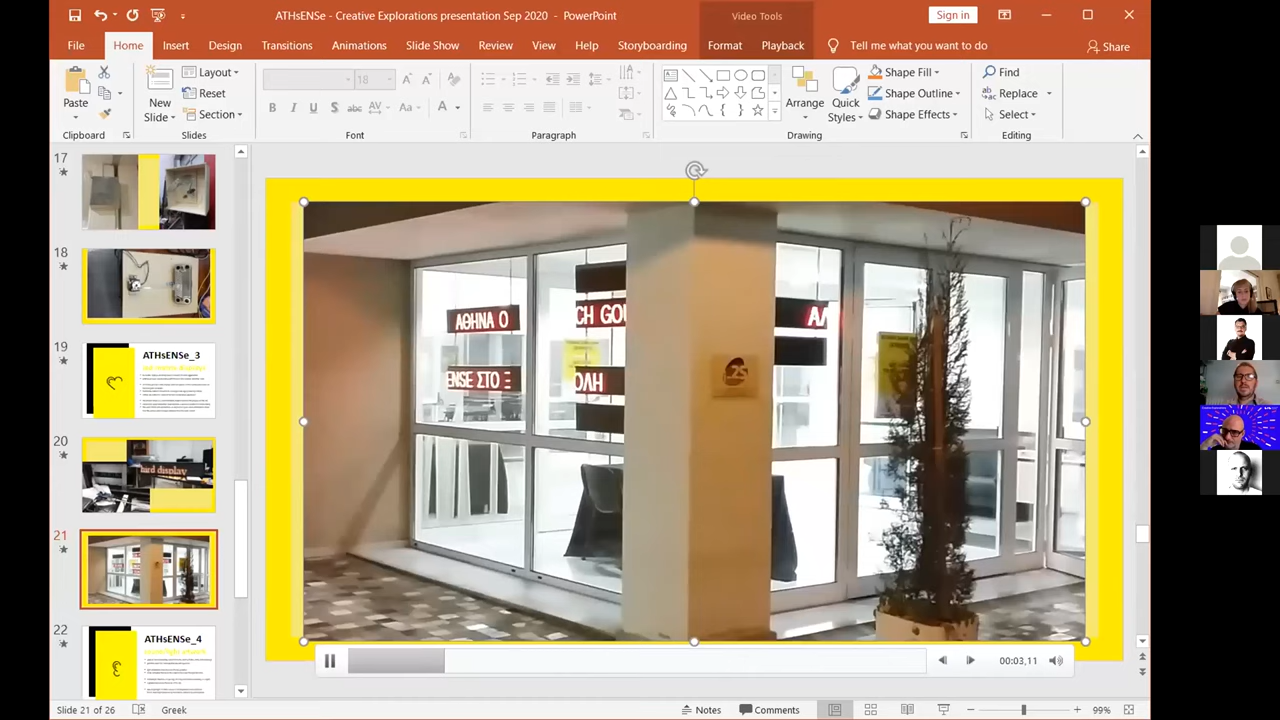 ATHsENSe - Creative Explorations presentation Sep 2020 - PowerPoint
Video Tools
Sign in
File
Home
Insert
Design
Transitions
Animations
Slide Show
Review
View
Help
Storyboarding
Format
Playback
Tell me what you want to do
Share
Paste
New Slide
Layout
Reset
Section
18
B I U S abc AV Aa A
Arrange
Quick Styles
Shape Fill
Shape Outline
Shape Effects
Find
Replace
Select
Clipboard
Slides
Font
Paragraph
Drawing
Editing
17
18
19
ATHsENSe_3
20
hard display
21
22
ATHsENSe_4
ΑΘΗΝΑ Ο
CH GOU
ENSE ΣΤΟ Ξ
ΟΛΗ
00:03,11
Slide 21 of 26
Greek
Notes
Comments
99%